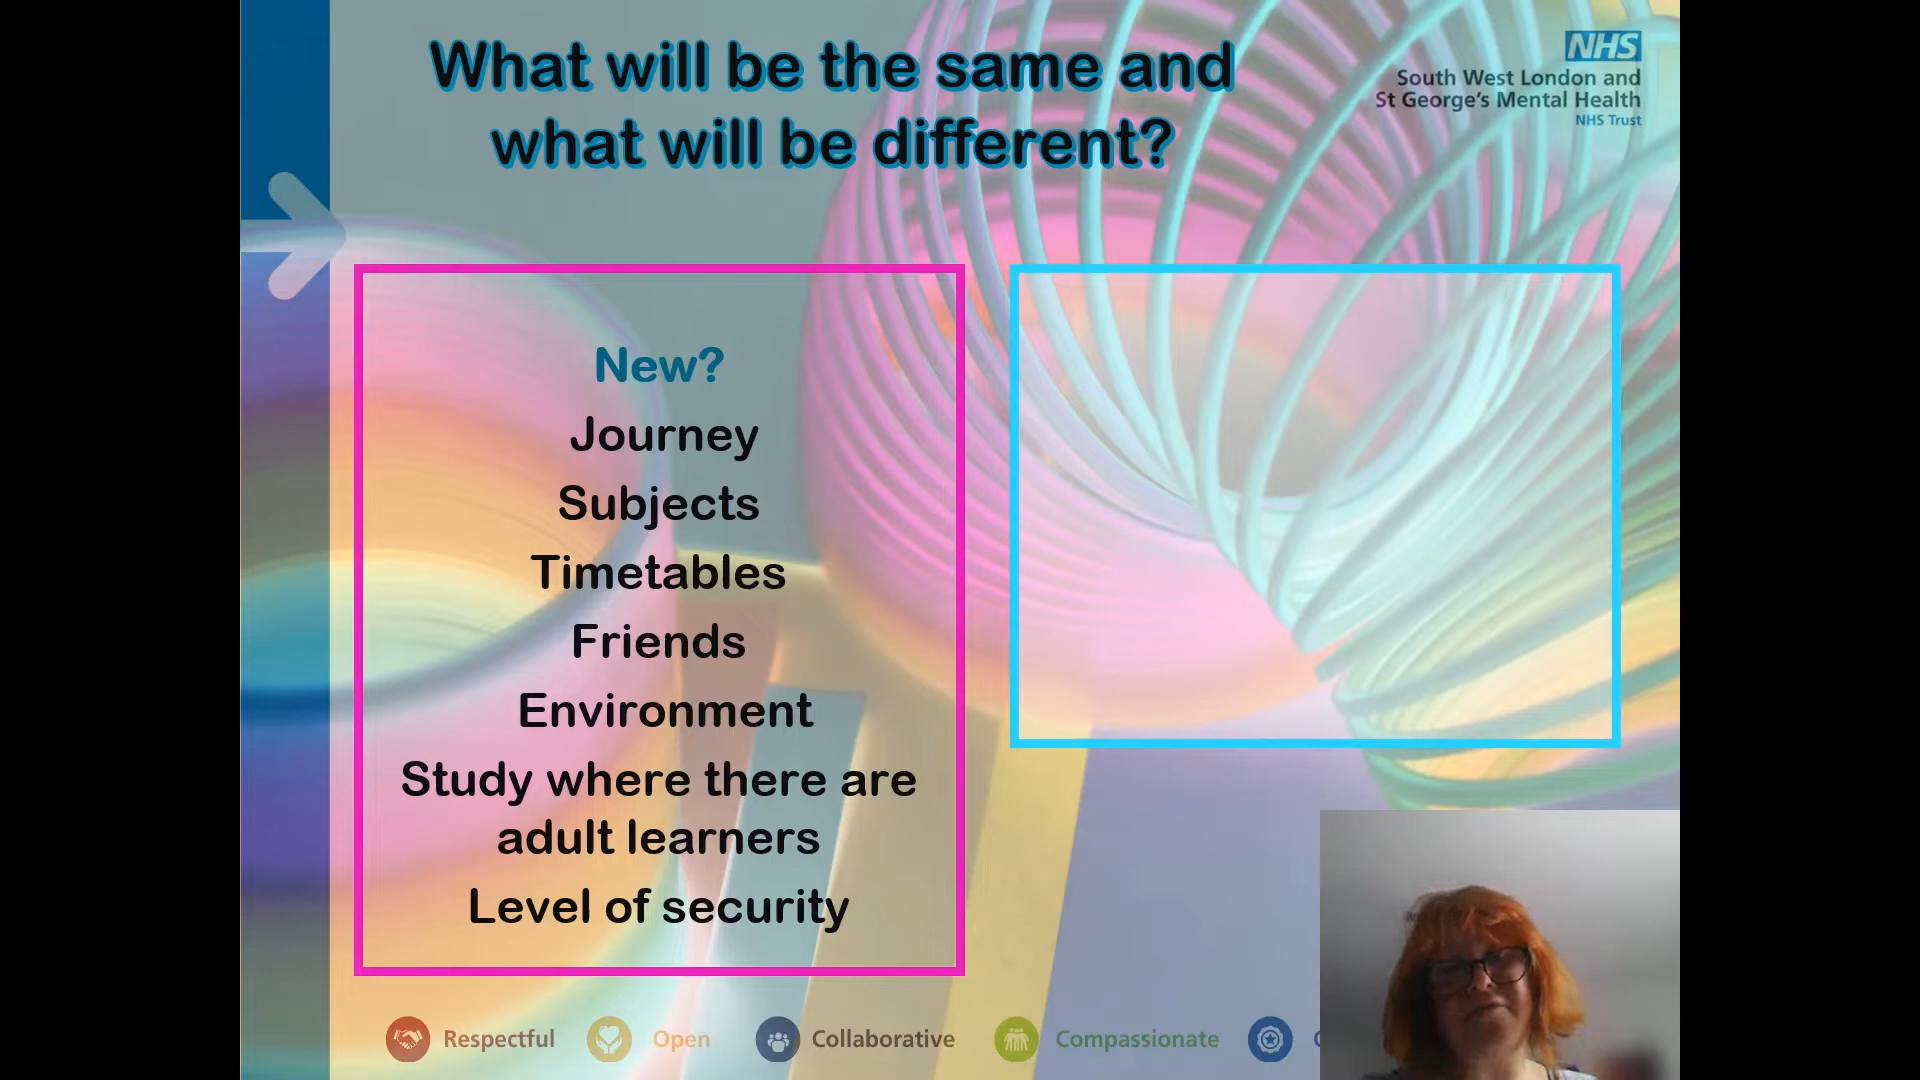 What will be the same and
what will be different?
NHS
South West London and
St George's Mental Health
NHS Trust
New?
Journey
Subjects
Timetables
Friends
Environment
Study where there are
adult learners
Level of security
Respectful
Open
Collaborative
Compassionate